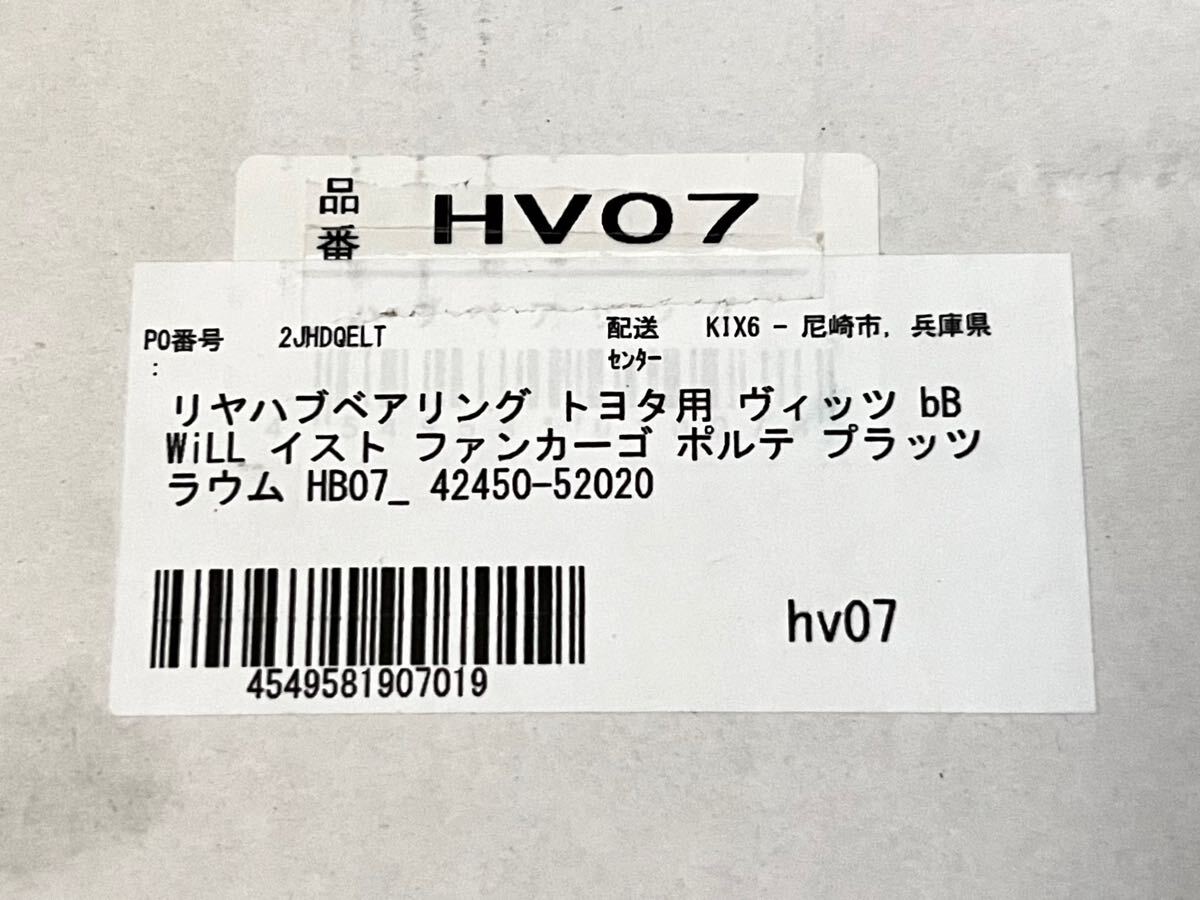 品番 HV07
PO番号 2JHDQELT 配送 KIX6 - 尼崎市, 兵庫県
: センター
リヤハブベアリング トヨタ用 ヴィッツ bB
WiLL イスト ファンカーゴ ポルテ プラッツ
ラウム HB07_ 42450-52020
hv07
4549581907019